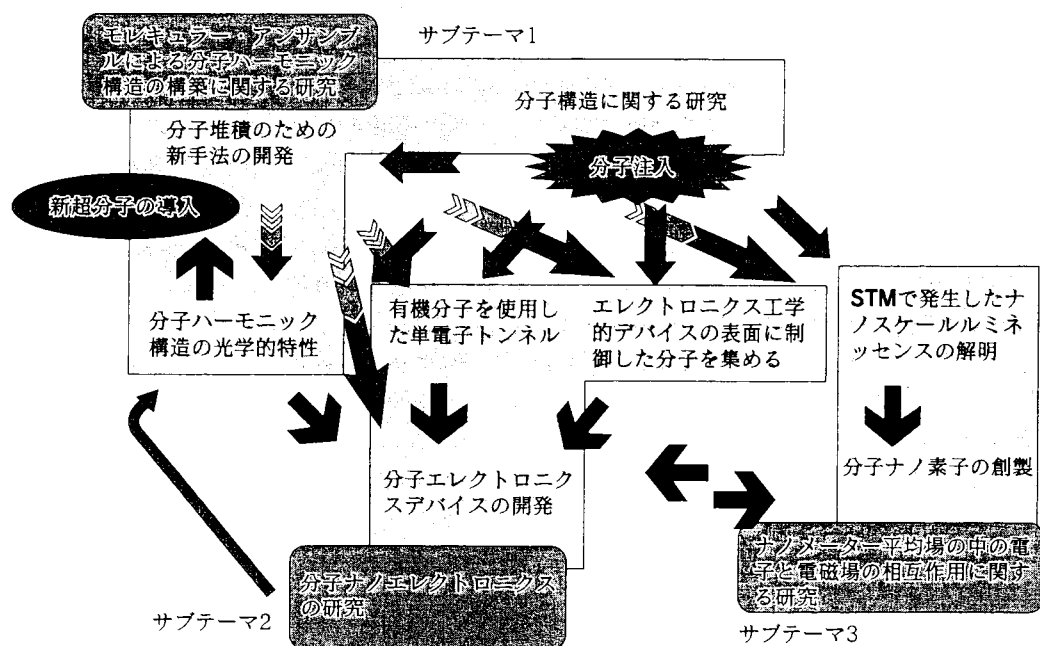 サブテーマ1
モレキュラー・アンサンブ
ルによる分子ハーモニック
構造の構築に関する研究
分子構造に関する研究
分子堆積のための
新手法の開発
分子注入
新超分子の導入
分子ハーモニック
構造の光学的特性
有機分子を使用し
た単電子トンネル
エレクトロニクス工学
的デバイスの表面に制
御した分子を集める
STMで発生したナ
ノスケールルミネ
ッセンスの解明
分子エレクトロニク
スデバイスの開発
分子ナノ素子の創製
分子ナノエレクトロニクス
の研究
サブテーマ2
ナノメーター平均場の中の電
子と電磁場の相互作用に関す
る研究
サブテーマ3